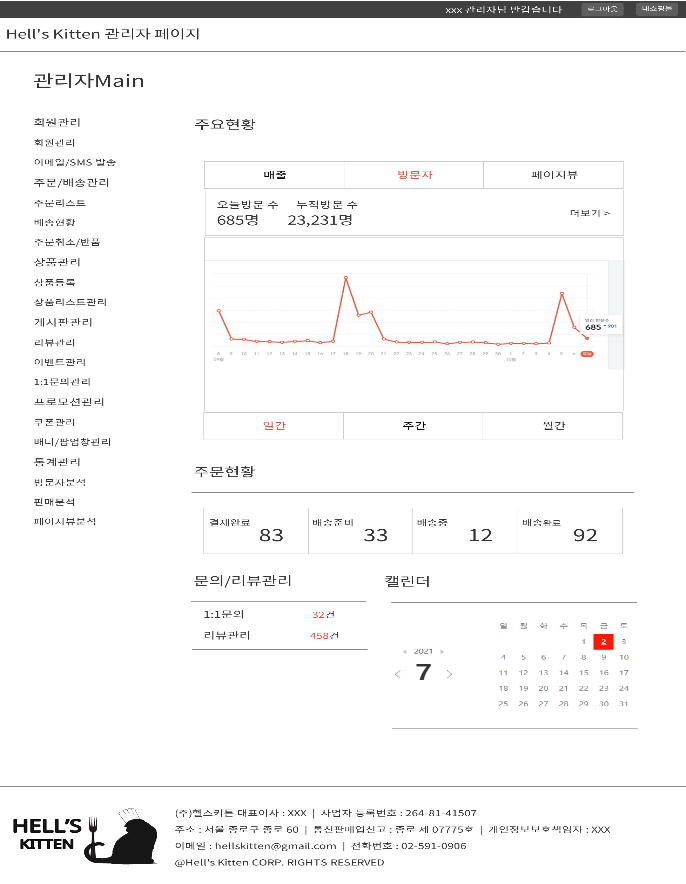 xxx 관리자님 반갑습니다 로그아웃 내쇼핑몰
Hell's Kitten 관리자 페이지
관리자Main
회원관리
회원관리
이메일/SMS 발송
주문/배송관리
주문리스트
배송현황
주문취소/반품
상품관리
상품등록
상품리스트관리
게시판관리
리뷰관리
이벤트관리
1:1문의관리
프로모션관리
쿠폰관리
배너/팝업창관리
통계관리
방문자분석
판매분석
페이지뷰분석
주요현황
매출 방문자 페이지뷰
오늘방문 수 누적방문 수
685명 23,231명
더보기 >
685 901
8 9 10 11 12 13 14 15 16 17 18 19 20 21 22 23 24 25 26 27 28 29 30 1 2 3 4 5 6
일간 주간 월간
주문현황
결제완료 83
배송준비 33
배송중 12
배송완료 92
문의/리뷰관리
1:1문의 32건
리뷰관리 458건
캘린더
2021
< 7 >
일 월 화 수 목 금 토
1 2 3
4 5 6 7 8 9 10
11 12 13 14 15 16 17
18 19 20 21 22 23 24
25 26 27 28 29 30 31
HELL'S
KITTEN
(주)헬스키튼 대표이사 : XXX | 사업자 등록번호 : 264-81-41507
주소 : 서울 종로구 종로 60 | 통신판매업신고 : 종로 제 07775호 | 개인정보보호책임자 : XXX
이메일 : hellskitten@gmail.com | 전화번호 : 02-591-0906
@Hell's Kitten CORP. RIGHTS RESERVED